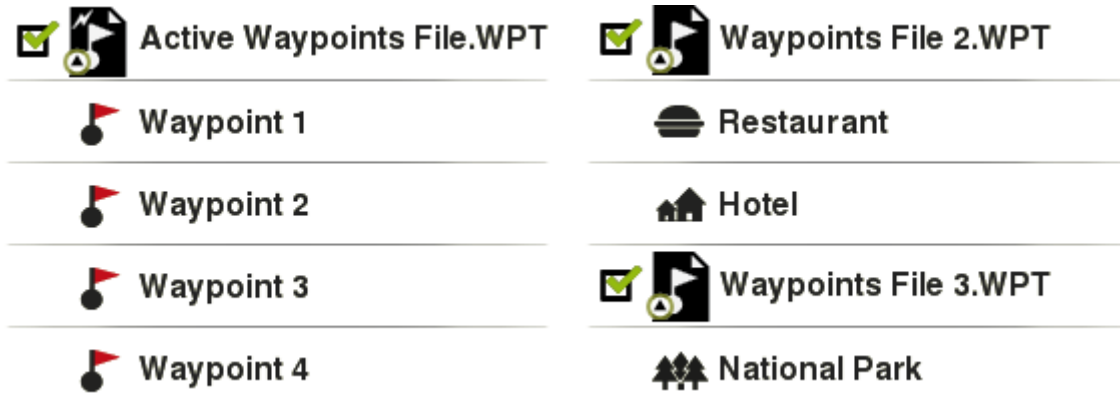 Active Waypoints File.WPT
Waypoint 1
Waypoint 2
Waypoint 3
Waypoint 4
Waypoints File 2.WPT
Restaurant
Hotel
Waypoints File 3.WPT
National Park